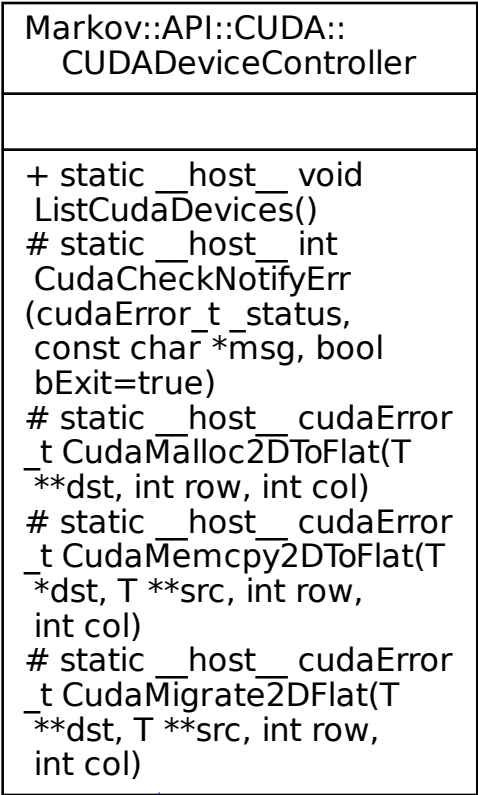 Markov::API::CUDA::
CUDADeviceController
+ static __host__ void
ListCudaDevices()
# static __host__ int
CudaCheckNotifyErr
(cudaError_t _status,
const char *msg, bool
bExit=true)
# static __host__ cudaError
_t CudaMalloc2DToFlat(T
**dst, int row, int col)
# static __host__ cudaError
_t CudaMemcpy2DToFlat(T
*dst, T **src, int row,
int col)
# static __host__ cudaError
_t CudaMigrate2DFlat(T
**dst, T **src, int row,
int col)